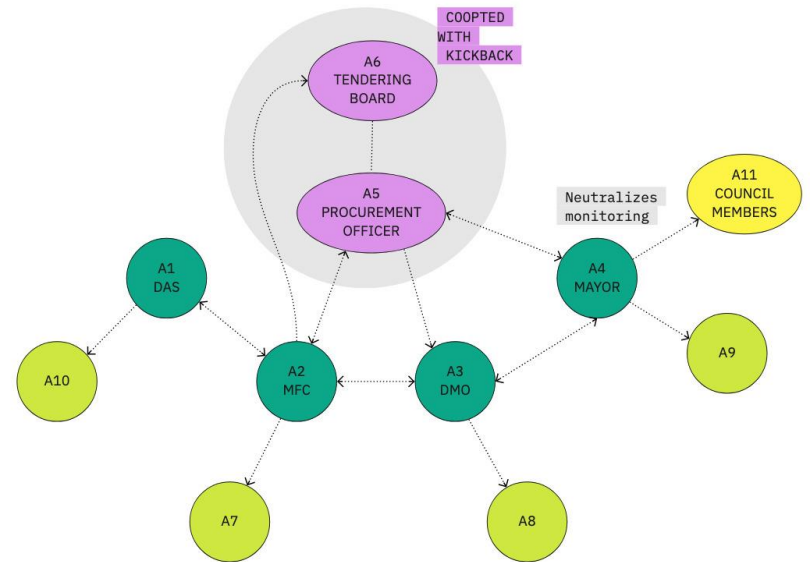 COOPTED
WITH
KICKBACK
A6
TENDERING
BOARD
A5
PROCUREMENT
OFFICER
Neutralizes
monitoring
A11
COUNCIL
MEMBERS
A1
DAS
A4
MAYOR
A10
A2
MFC
A3
DMO
A9
A7
A8